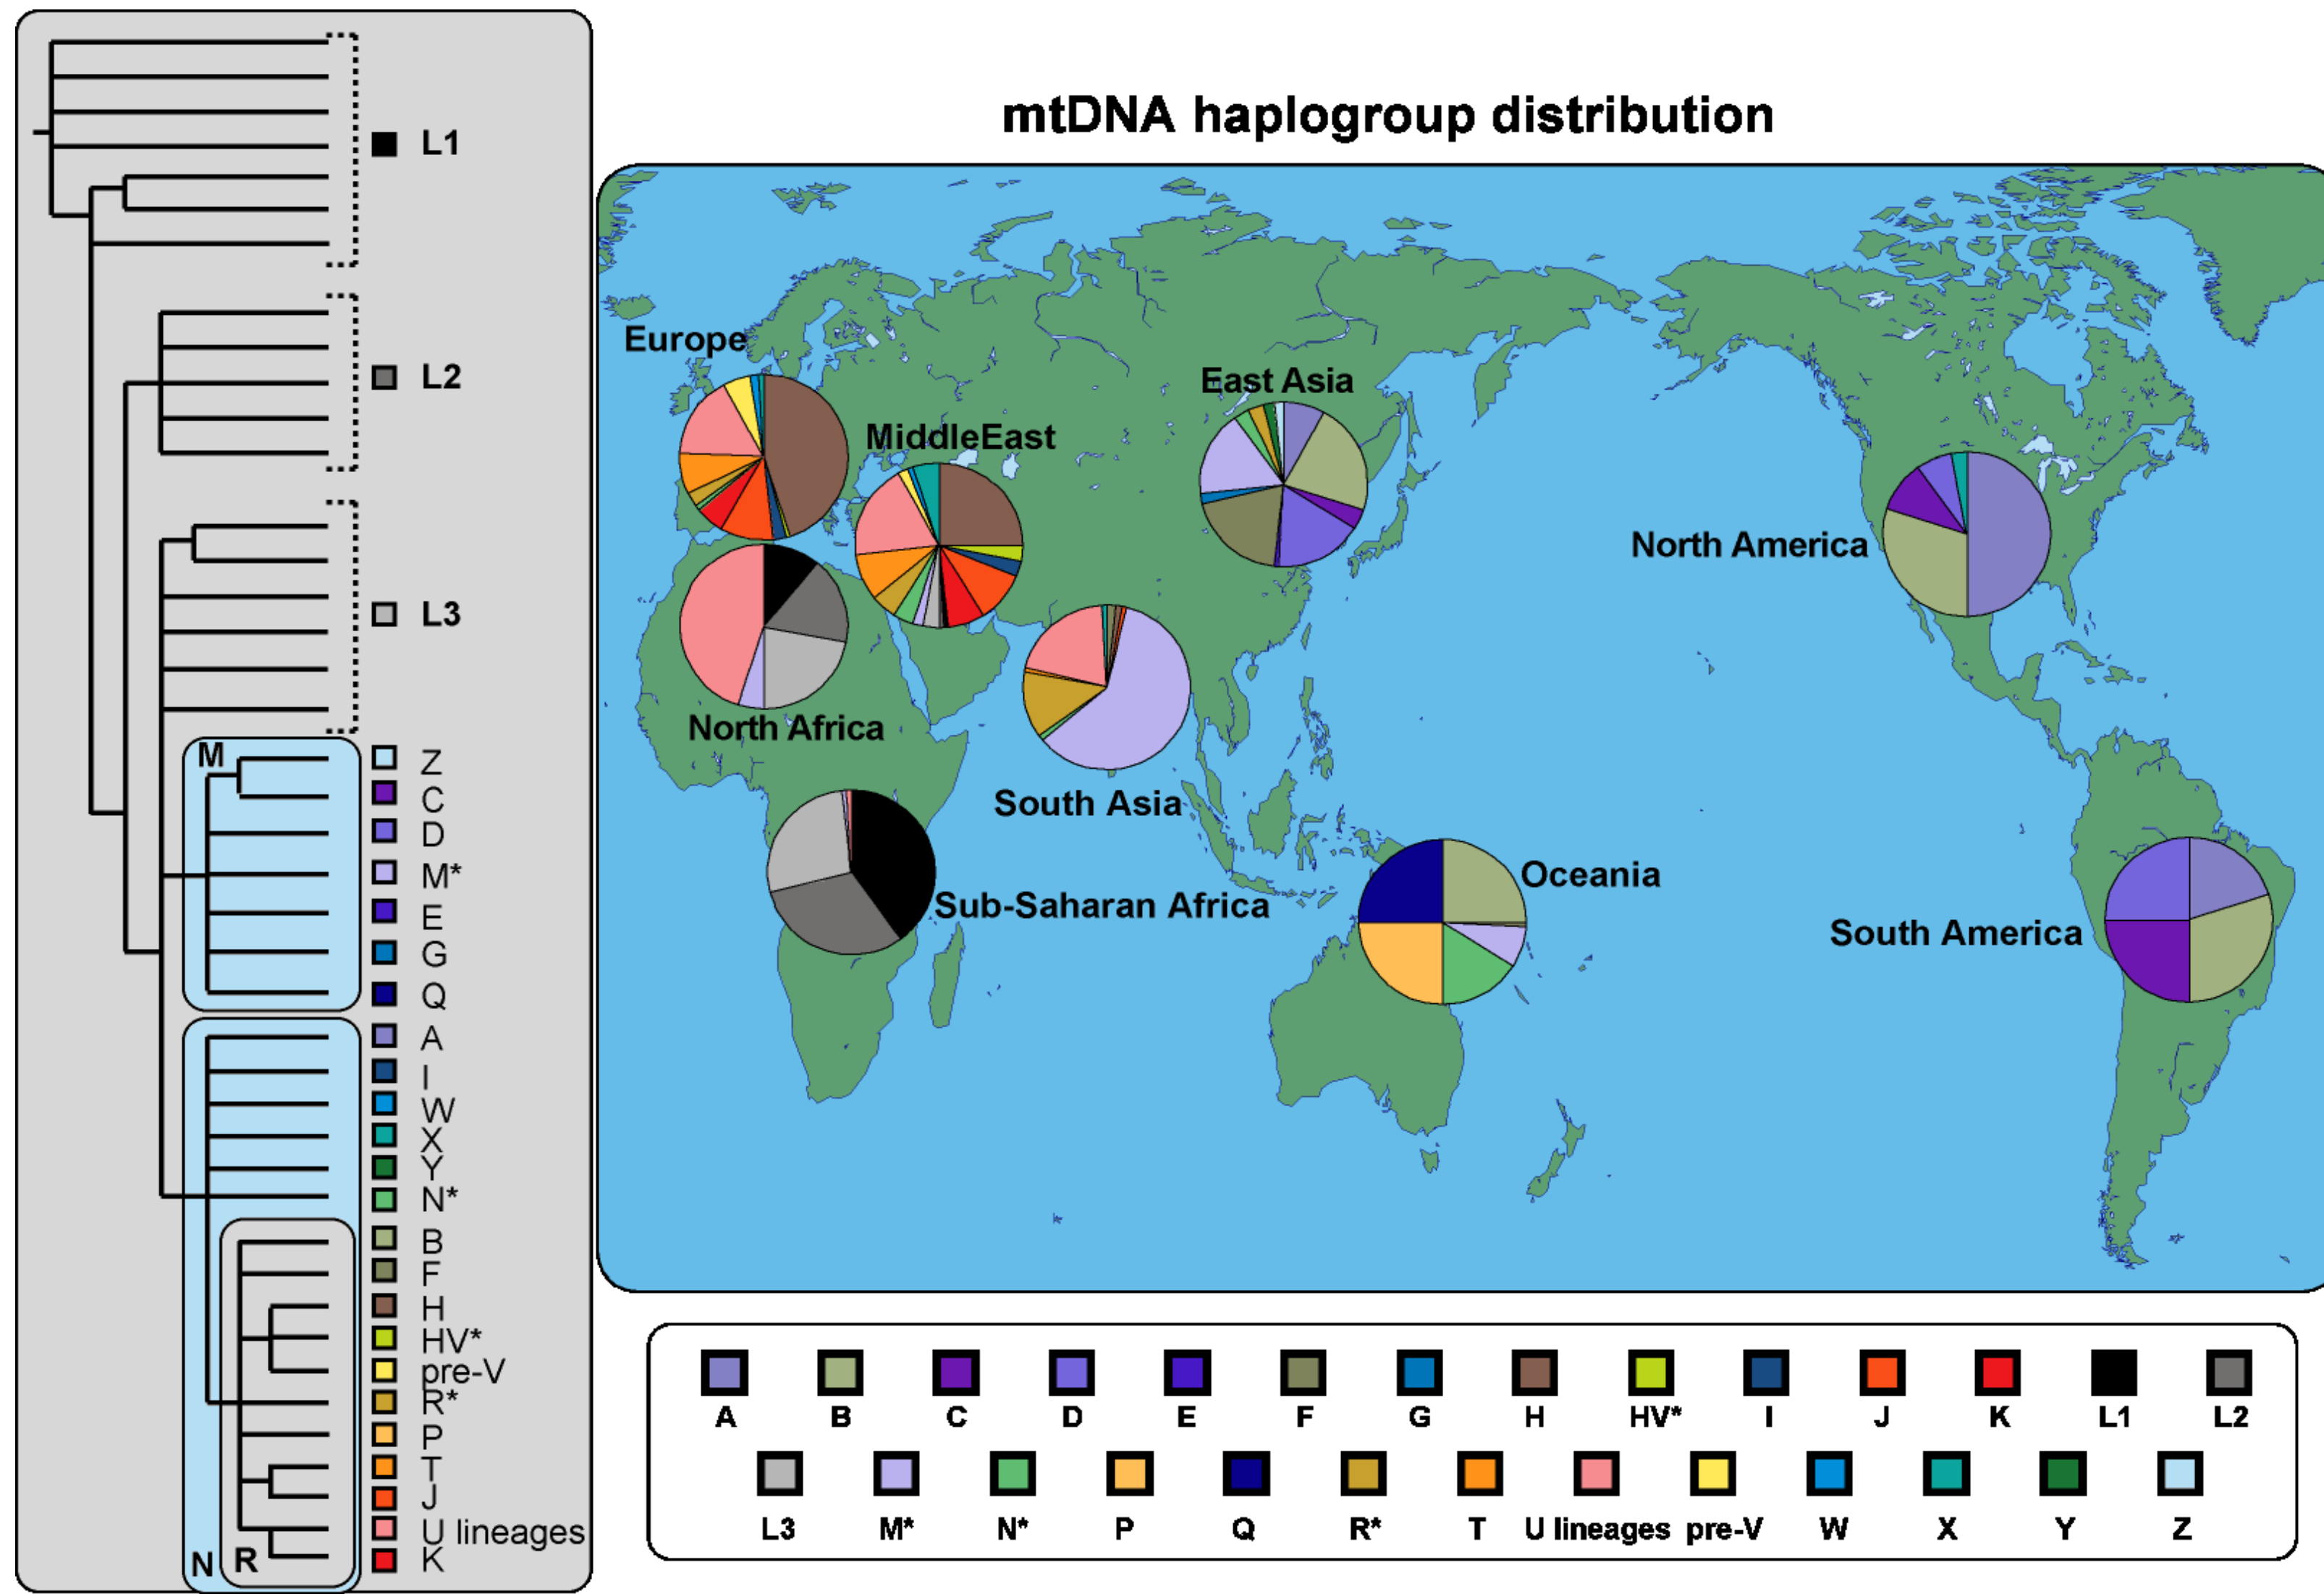 mtDNA haplogroup distribution
L1
L2
L3
M
Z
C
D
M*
E
G
Q
A
I
W
X
Y
N*
B
F
H
HV*
pre-V
R*
P
T
J
U lineages
K
N R
Europe
MiddleEast
East Asia
North America
North Africa
South Asia
Sub-Saharan Africa
Oceania
South America
A B C D E F G H HV* I J K L1 L2
L3 M* N* P Q R* T U lineages pre-V W X Y Z